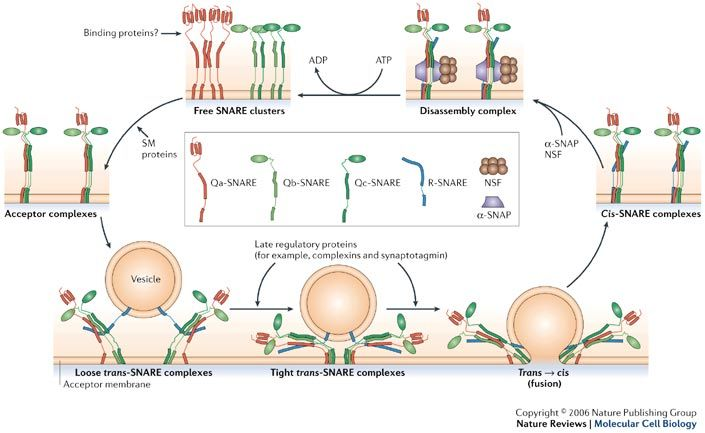 Binding proteins?
ADP
ATP
Free SNARE clusters
Disassembly complex
SM
proteins
α-SNAP
NSF
Qa-SNARE
Qb-SNARE
Qc-SNARE
R-SNARE
NSF
α-SNAP
Acceptor complexes
Cis-SNARE complexes
Late regulatory proteins
(for example, complexins and synaptotagmin)
Vesicle
Loose trans-SNARE complexes
Acceptor membrane
Tight trans-SNARE complexes
Trans → cis
(fusion)
Copyright © 2006 Nature Publishing Group
Nature Reviews | Molecular Cell Biology